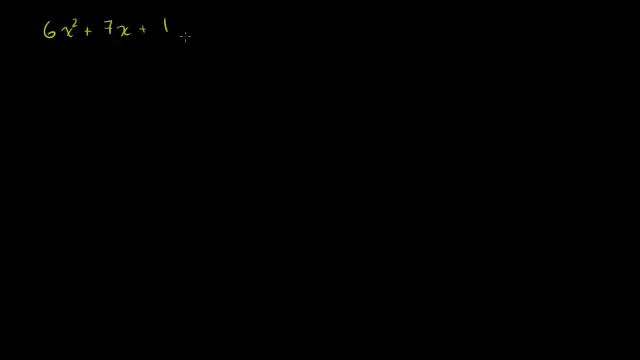 6x² + 7x + 1